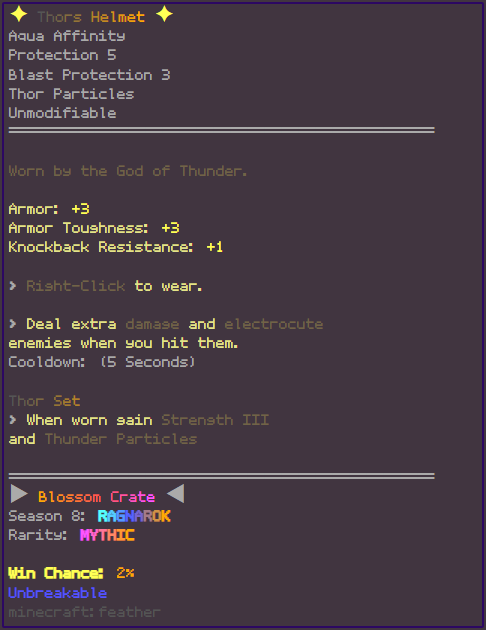 ✦ Thors Helmet ✦
Aqua Affinity
Protection 5
Blast Protection 3
Thor Particles
Unmodifiable
Worn by the God of Thunder.
Armor: +3
Armor Toughness: +3
Knockback Resistance: +1
> Right-Click to wear.
> Deal extra damage and electrocute
enemies when you hit them.
Cooldown: (5 Seconds)
Thor Set
> When worn gain Strength III
and Thunder Particles
▶ Blossom Crate ◀
Season 8: RAGNAROK
Rarity: MYTHIC
Win Chance: 2%
Unbreakable
minecraft:feather